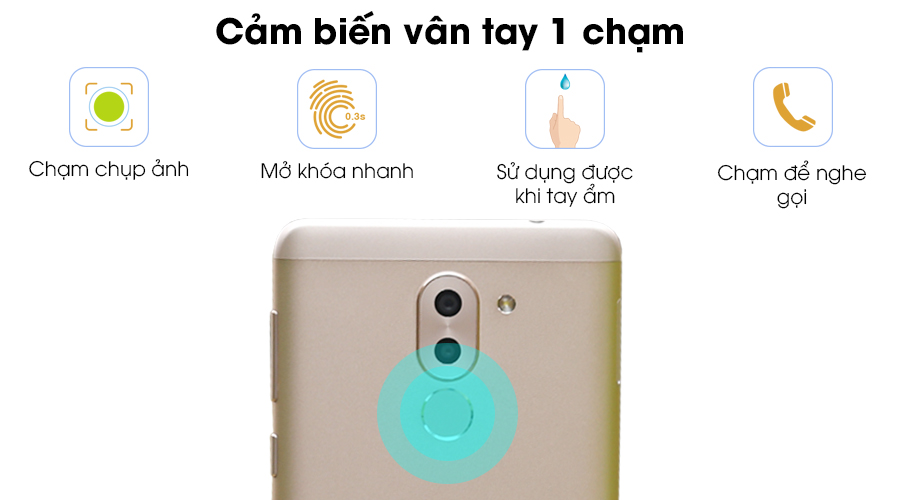 Cảm biến vân tay 1 chạm
0.3s
Chạm chụp ảnh
Mở khóa nhanh
Sử dụng được
khi tay ẩm
Chạm để nghe
gọi